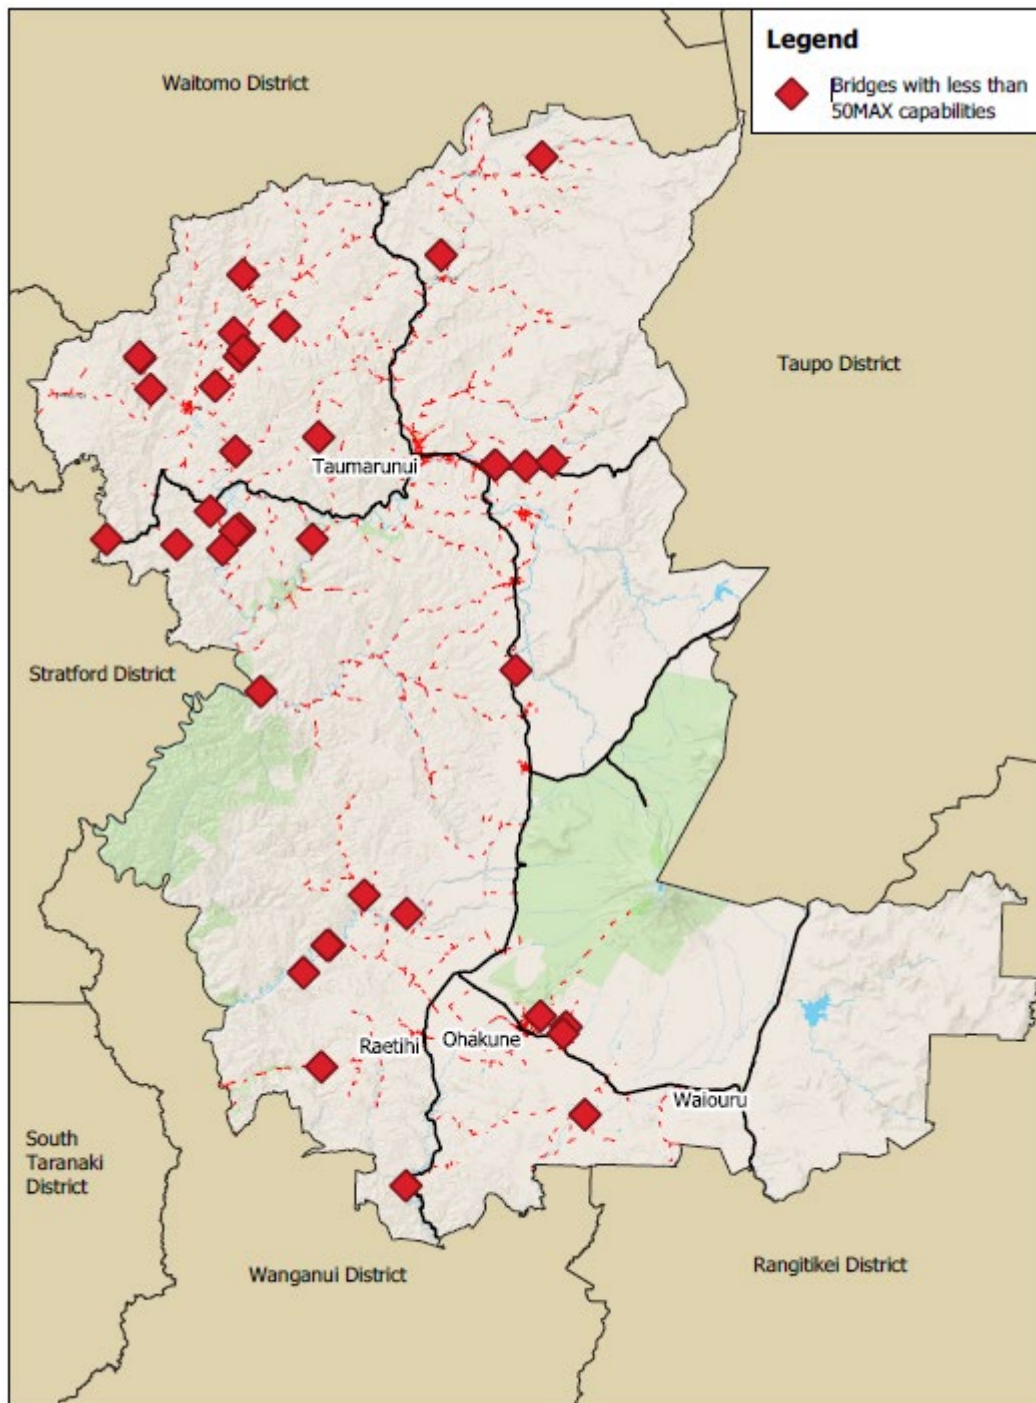 Legend
Bridges with less than
50MAX capabilities
Waitomo District
Taupo District
Taumarunui
Stratford District
Raetihi
Ohakune
Waiouru
South
Taranaki
District
Wanganui District
Rangitikei District